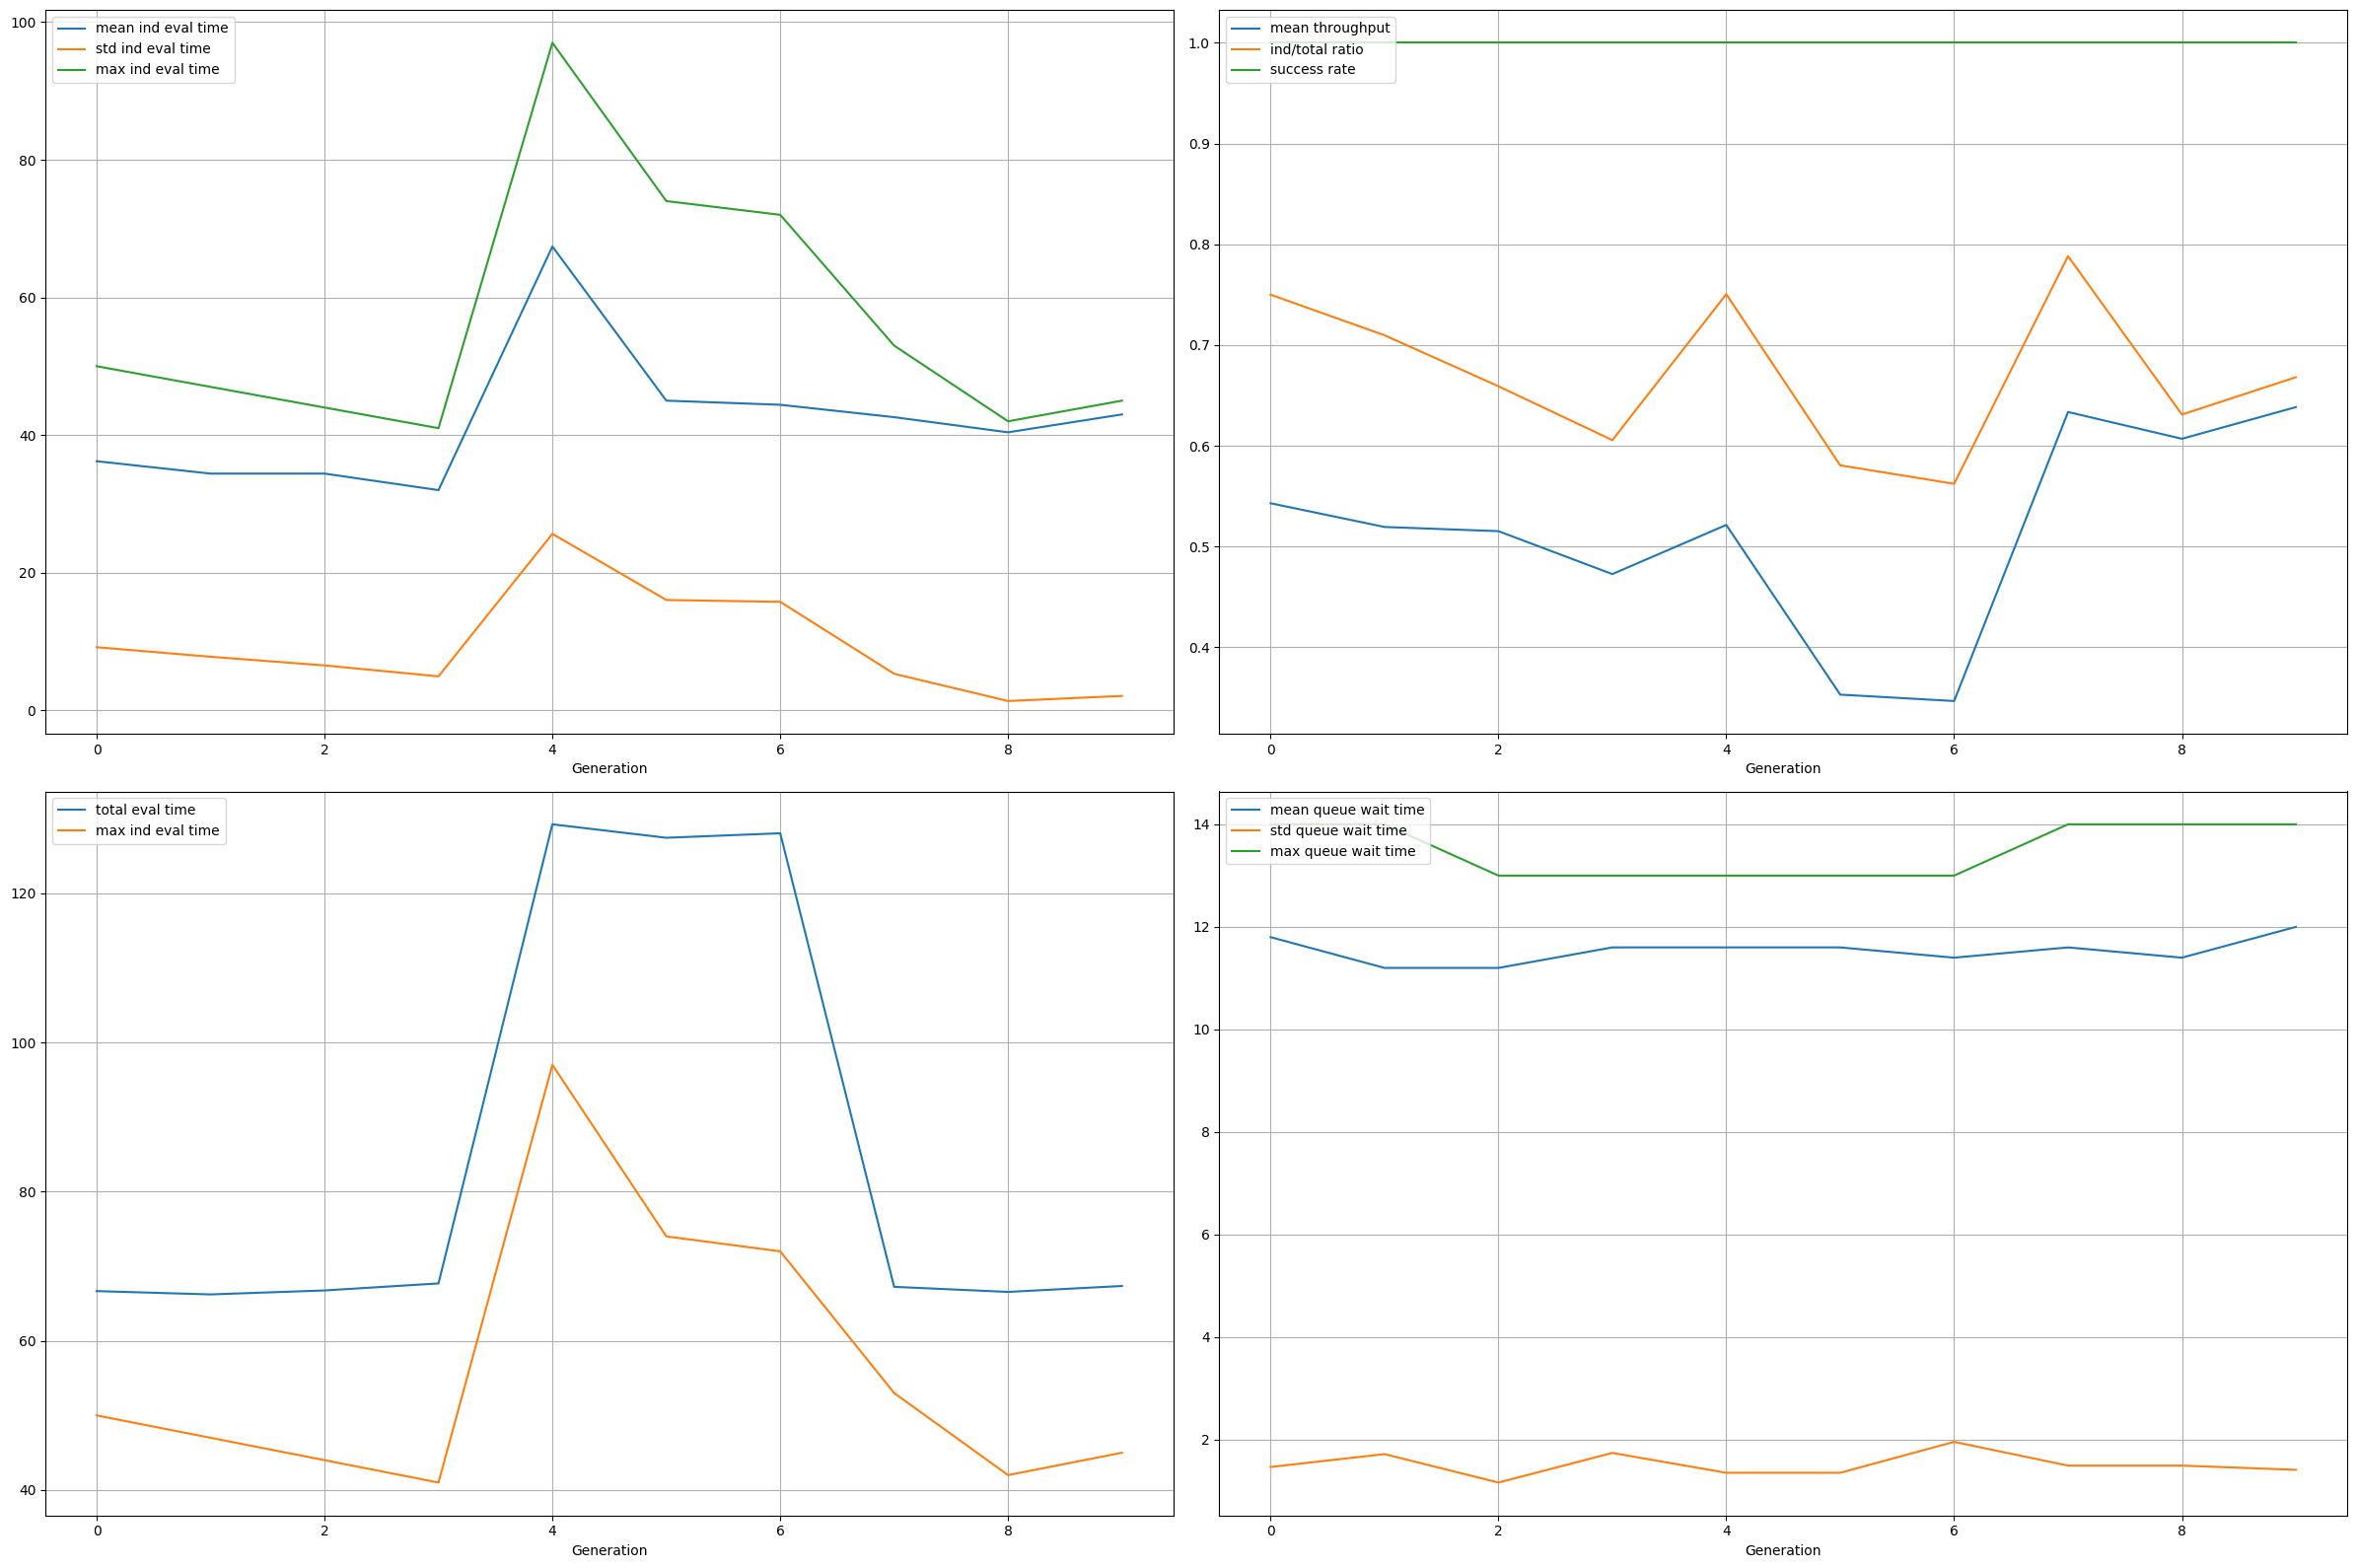 mean ind eval time
std ind eval time
max ind eval time
100
80
60
40
20
0
0 2 4 6 8
Generation
mean throughput
ind/total ratio
success rate
1.0
0.9
0.8
0.7
0.6
0.5
0.4
0 2 4 6 8
Generation
total eval time
max ind eval time
120
100
80
60
40
0 2 4 6 8
Generation
mean queue wait time
std queue wait time
max queue wait time
14
12
10
8
6
4
2
0 2 4 6 8
Generation